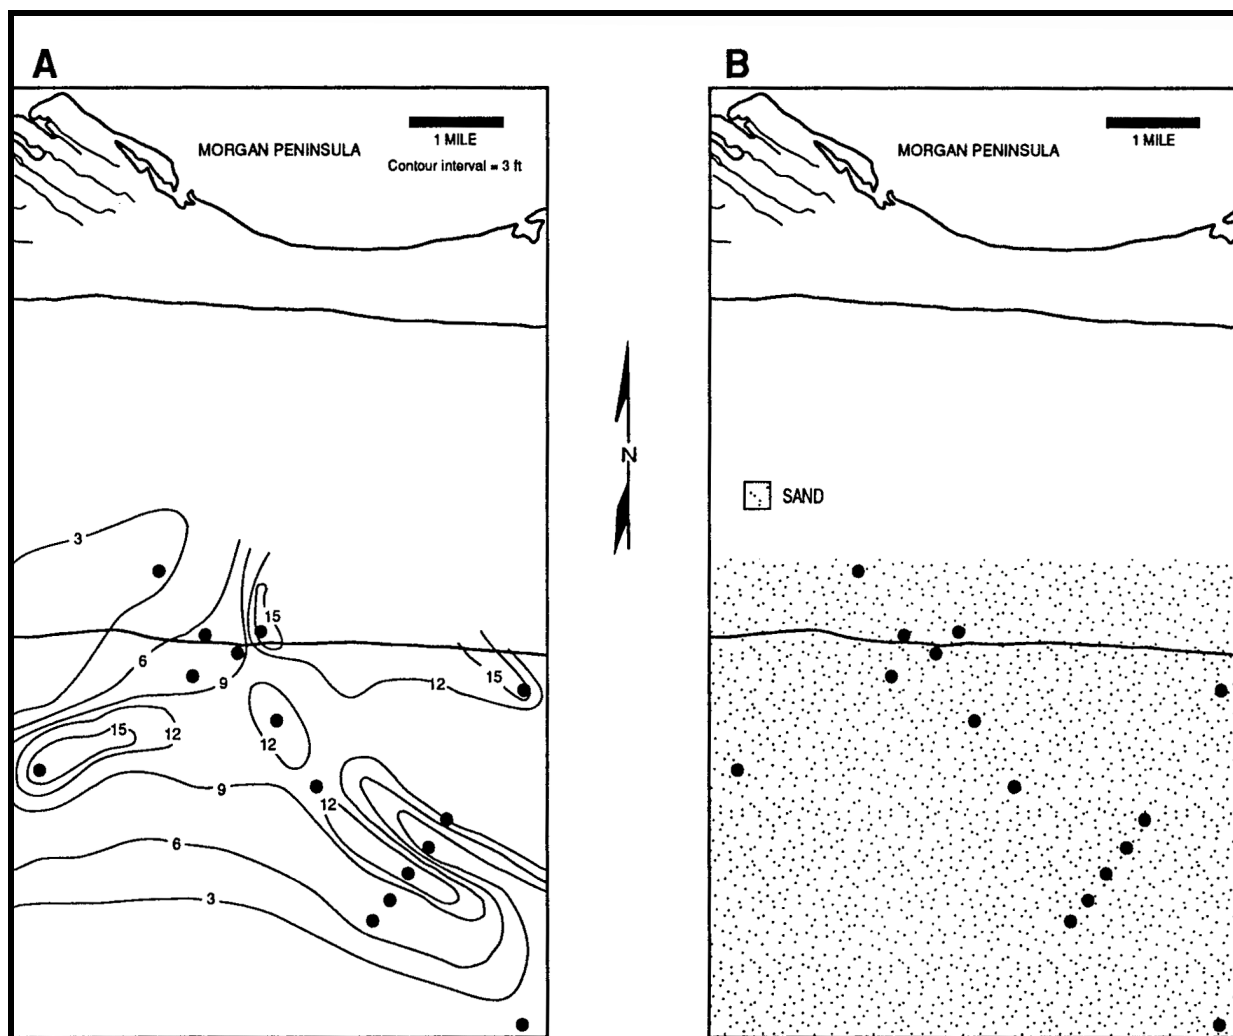 A
MORGAN PENINSULA
1 MILE
Contour interval = 3 ft
3
15
6
9
12
15
15
12
12
9
12
6
3
N
B
MORGAN PENINSULA
1 MILE
SAND